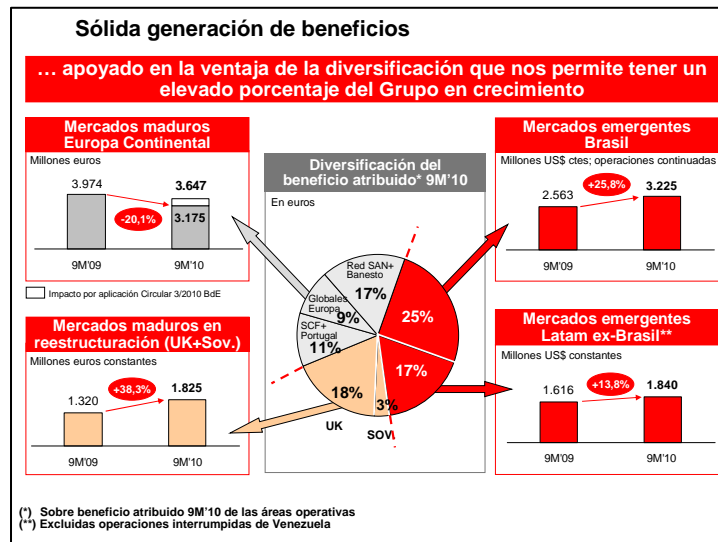 Sólida generación de beneficios
… apoyado en la ventaja de la diversificación que nos permite tener un
elevado porcentaje del Grupo en crecimiento
Mercados maduros
Europa Continental
Millones euros
3.974
3.647
-20,1%
3.175
9M'09
9M'10
Impacto por aplicación Circular 3/2010 BdE
Mercados maduros en
reestructuración (UK+Sov.)
Millones euros constantes
1.320
+38,3%
1.825
9M'09
9M'10
Diversificación del
beneficio atribuido* 9M'10
En euros
Red SAN+
Banesto
17%
Globales
Europa
9%
SCF+
Portugal
11%
25%
17%
18%
3%
UK
SOV.
Mercados emergentes
Brasil
Millones US$ ctes; operaciones continuadas
2.563
+25,8%
3.225
9M'09
9M'10
Mercados emergentes
Latam ex-Brasil**
Millones US$ constantes
1.616
+13,8%
1.840
9M'09
9M'10
(*) Sobre beneficio atribuido 9M'10 de las áreas operativas
(**) Excluidas operaciones interrumpidas de Venezuela